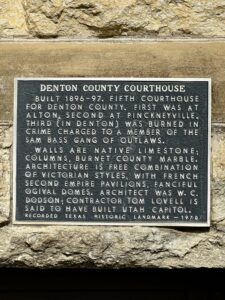 DENTON COUNTY COURTHOUSE
BUILT 1896-97. FIFTH COURTHOUSE
FOR DENTON COUNTY. FIRST WAS AT
ALTON, SECOND AT PINCKNEYVILLE.
THIRD (IN DENTON) WAS BURNED IN
CRIME CHARGED TO A MEMBER OF THE
SAM BASS GANG OF OUTLAWS.
WALLS ARE NATIVE LIMESTONE;
COLUMNS, BURNET COUNTY MARBLE.
ARCHITECTURE IS FREE COMBINATION
OF VICTORIAN STYLES, WITH FRENCH
SECOND EMPIRE PAVILIONS, FANCIFUL
OGIVAL DOMES. ARCHITECT WAS W. C.
DODSON; CONTRACTOR TOM LOVELL IS
SAID TO HAVE BUILT UTAH CAPITOL.
RECORDED TEXAS HISTORIC LANDMARK - 1970